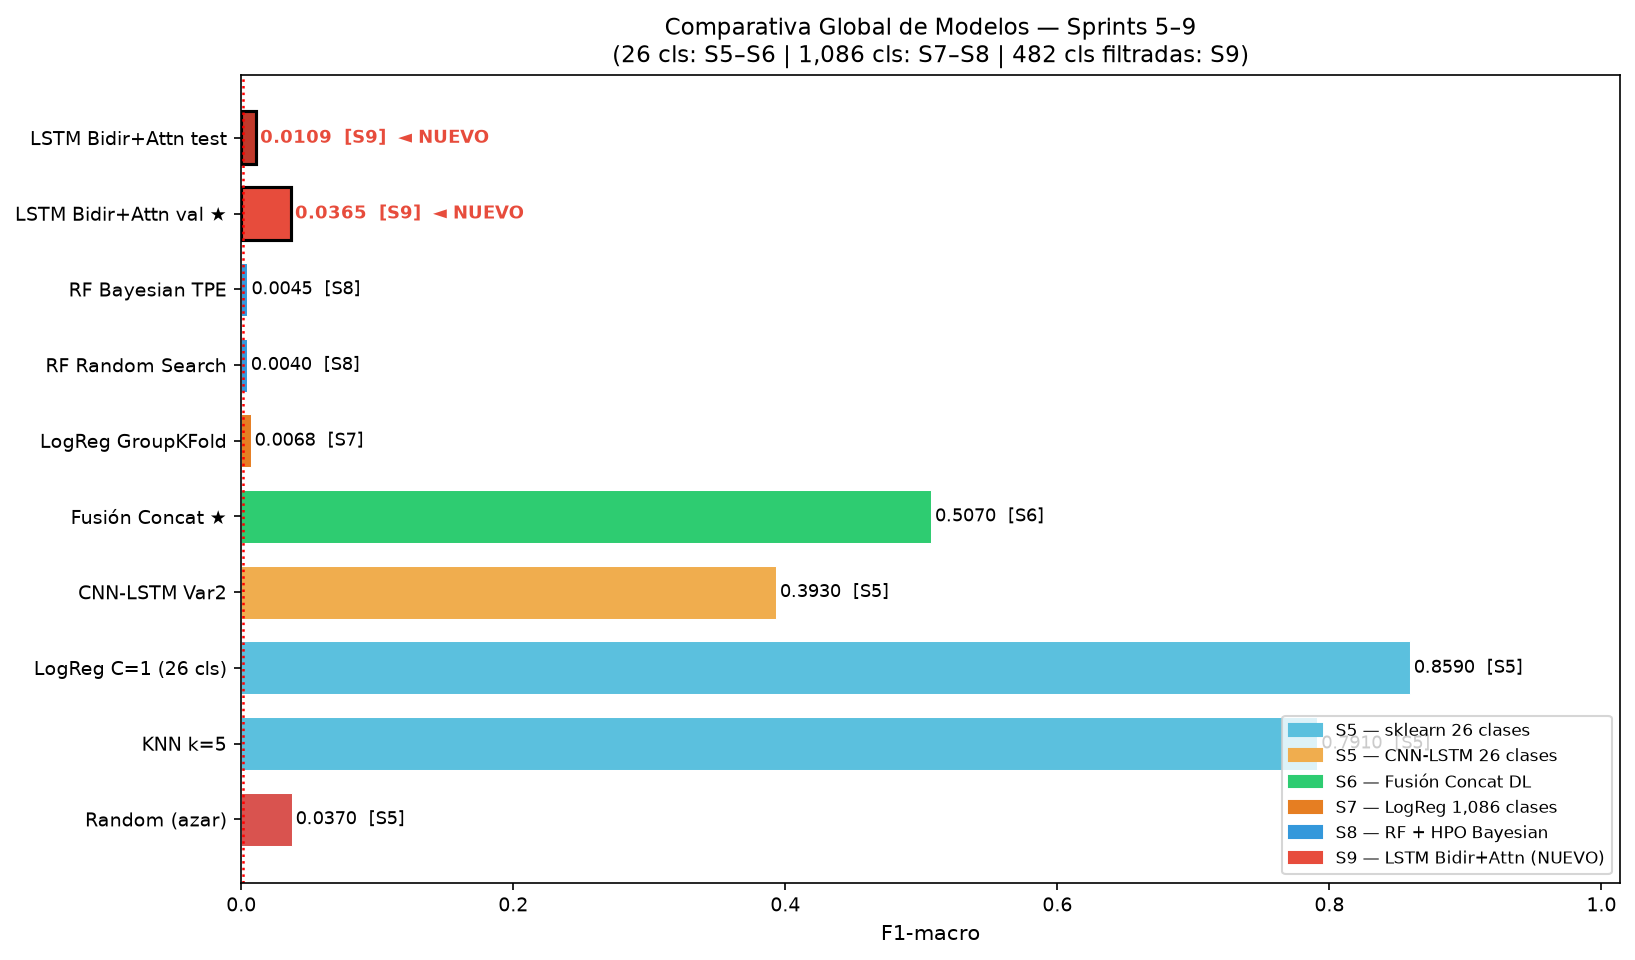 Comparativa Global de Modelos — Sprints 5–9
(26 cls: S5–S6 | 1,086 cls: S7–S8 | 482 cls filtradas: S9)
LSTM Bidir+Attn test
0.0109 [S9] ◄ NUEVO
LSTM Bidir+Attn val ★
0.0365 [S9] ◄ NUEVO
RF Bayesian TPE
0.0045 [S8]
RF Random Search
0.0040 [S8]
LogReg GroupKFold
0.0068 [S7]
Fusión Concat ★
0.5070 [S6]
CNN-LSTM Var2
0.3930 [S5]
LogReg C=1 (26 cls)
0.8590 [S5]
KNN k=5
0.7910 [S5]
Random (azar)
0.0370 [S5]
S5 — sklearn 26 clases
S5 — CNN-LSTM 26 clases
S6 — Fusión Concat DL
S7 — LogReg 1,086 clases
S8 — RF + HPO Bayesian
S9 — LSTM Bidir+Attn (NUEVO)
0.0 0.2 0.4 0.6 0.8 1.0
F1-macro